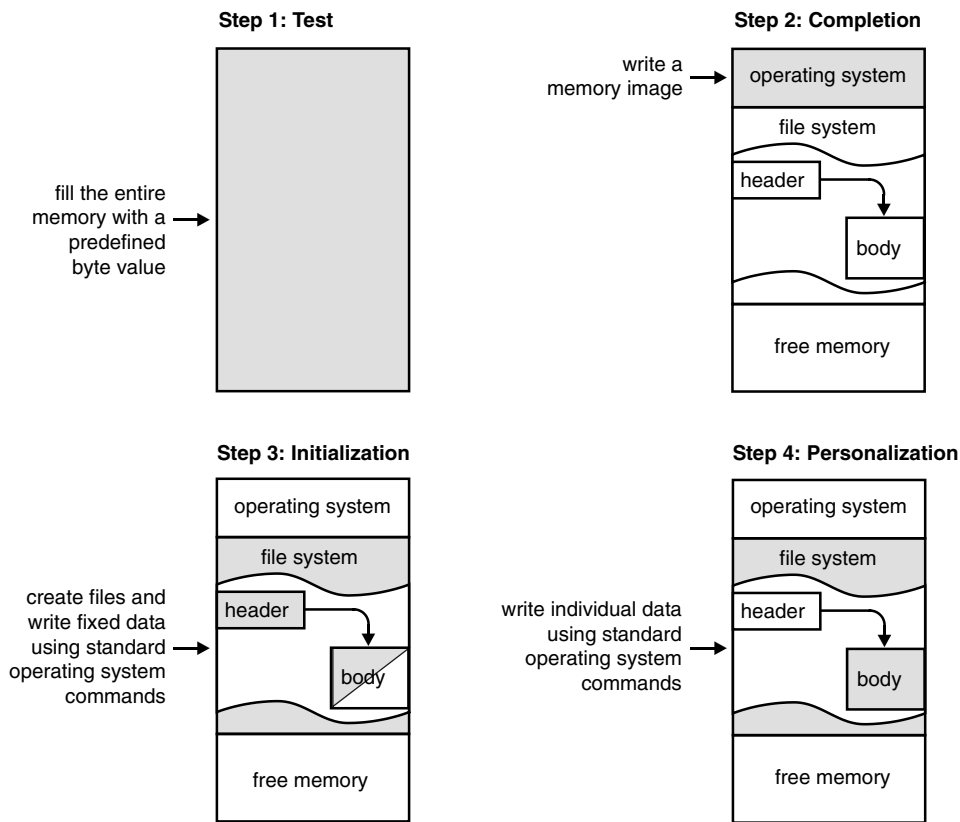 Step 1: Test
fill the entire
memory with a
predefined
byte value
Step 2: Completion
write a
memory image
operating system
file system
header
body
free memory
Step 3: Initialization
create files and
write fixed data
using standard
operating system
commands
operating system
file system
header
body
free memory
Step 4: Personalization
write individual data
using standard
operating system
commands
operating system
file system
header
body
free memory